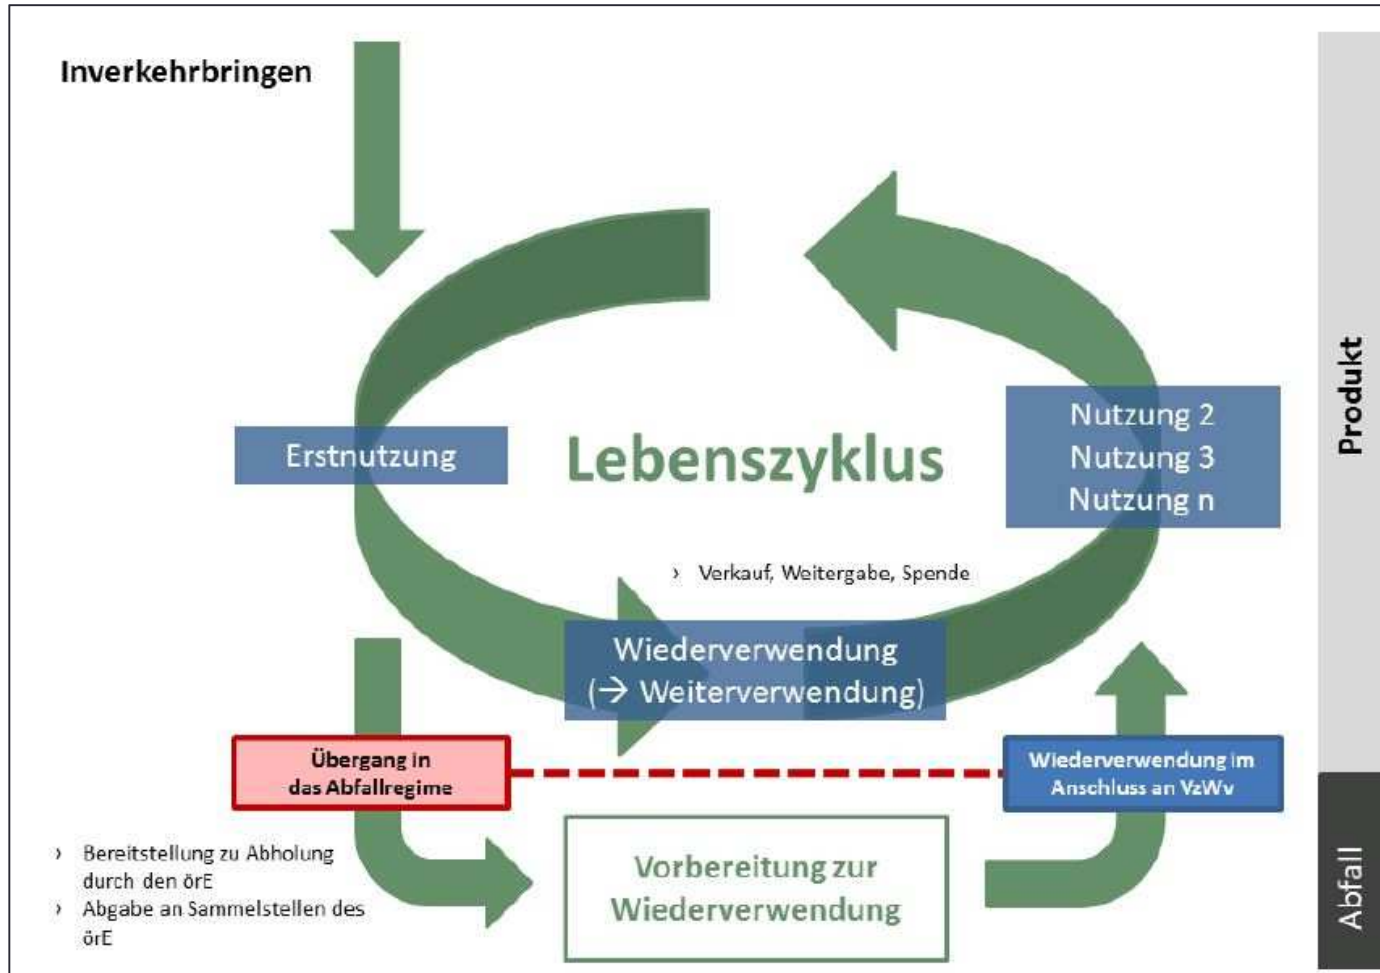 Inverkehrbringen
Erstnutzung
Lebenszyklus
Nutzung 2
Nutzung 3
Nutzung n
› Verkauf, Weitergabe, Spende
Wiederverwendung
(→ Weiterverwendung)
Übergang in
das Abfallregime
Wiederverwendung im
Anschluss an VzWv
› Bereitstellung zu Abholung
durch den örE
› Abgabe an Sammelstellen des
örE
Vorbereitung zur
Wiederverwendung
Produkt
Abfall